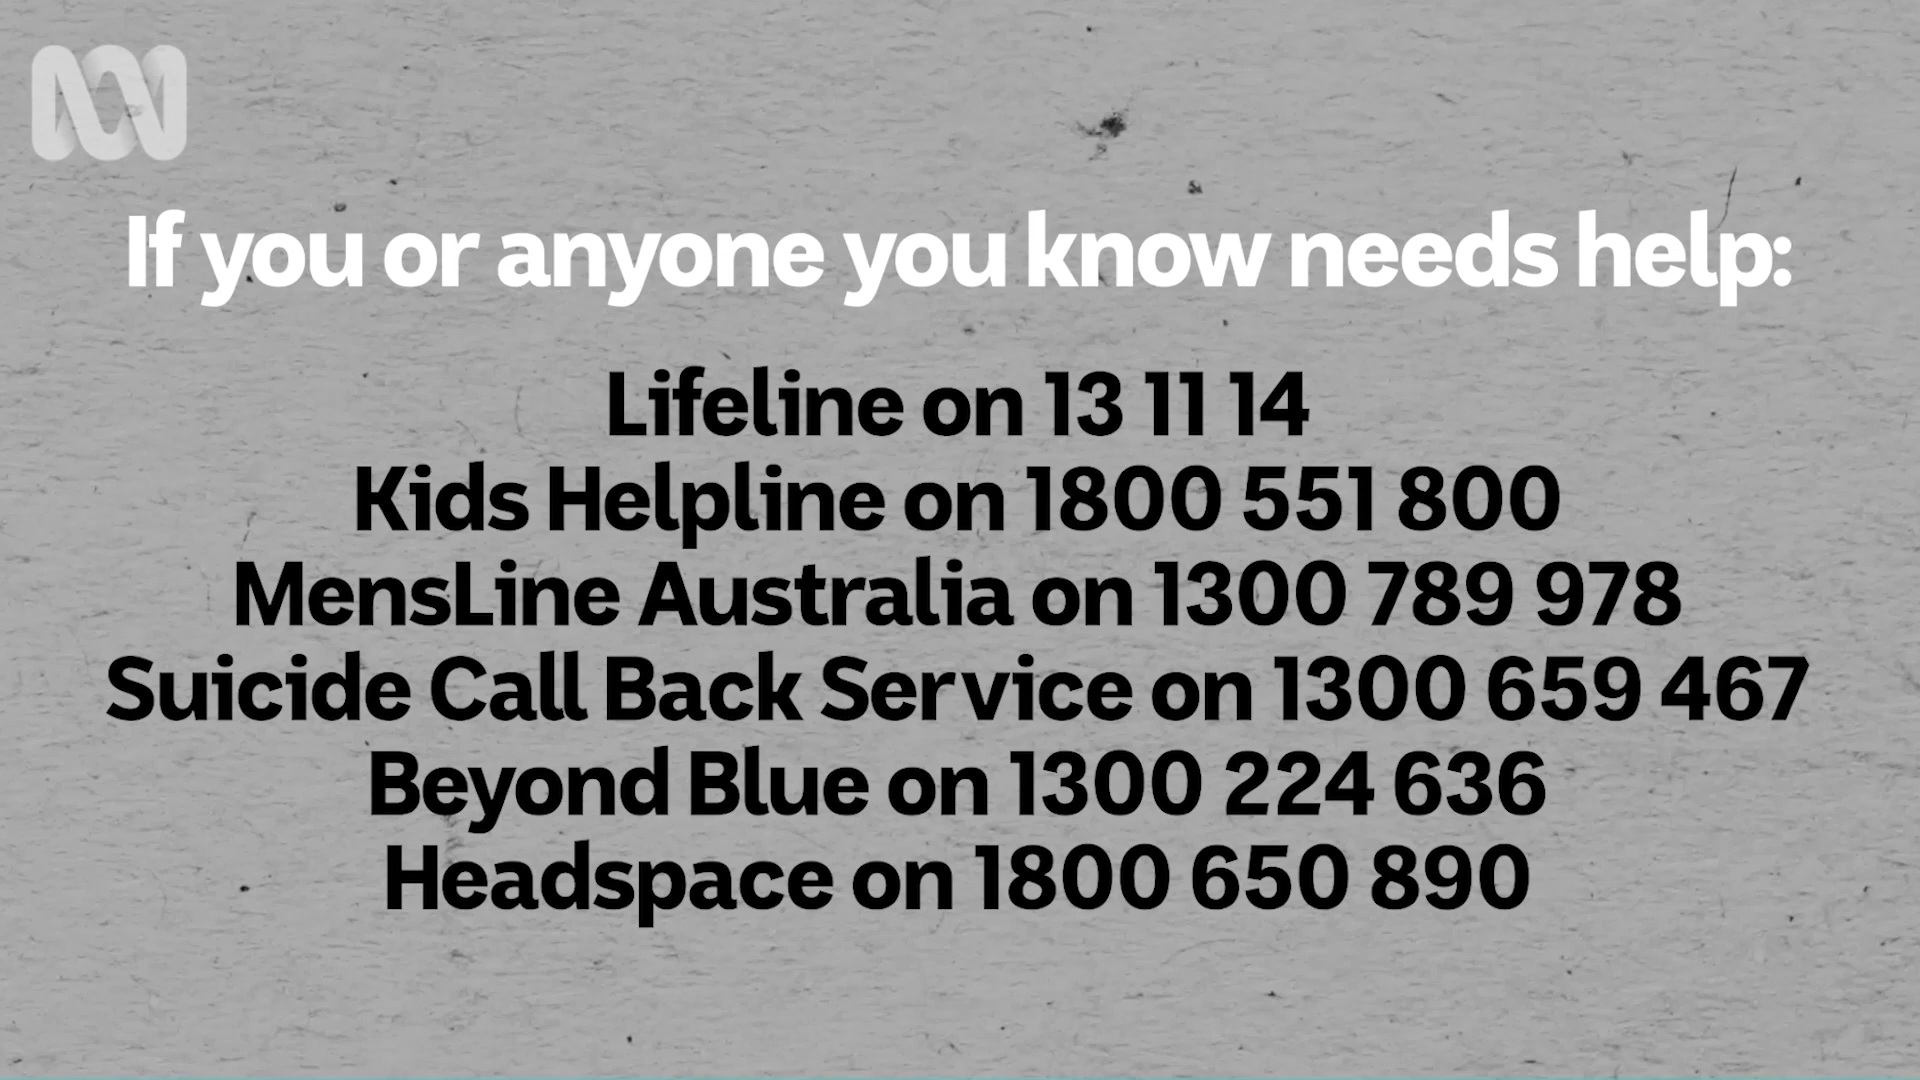 If you or anyone you know needs help:
Lifeline on 13 11 14
Kids Helpline on 1800 551 800
MensLine Australia on 1300 789 978
Suicide Call Back Service on 1300 659 467
Beyond Blue on 1300 224 636
Headspace on 1800 650 890